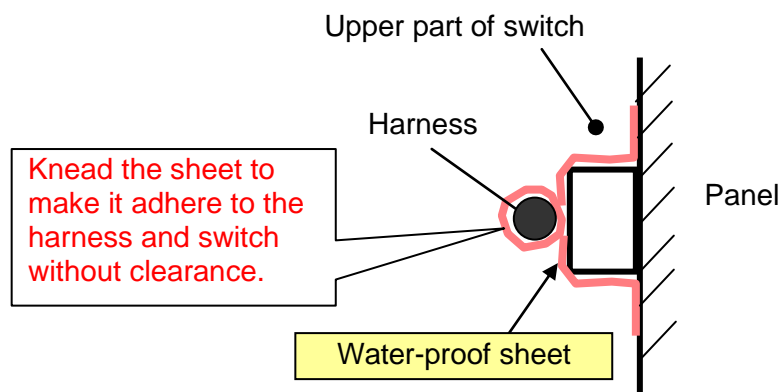 Upper part of switch
Harness
Knead the sheet to
make it adhere to the
harness and switch
without clearance.
Panel
Water-proof sheet